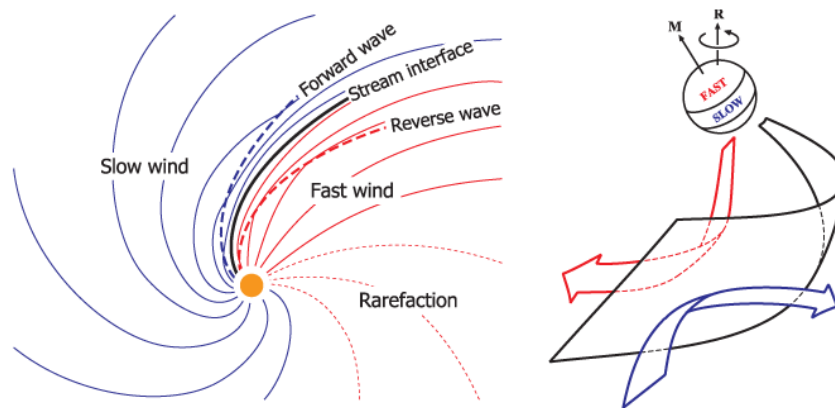 Forward wave
Stream interface
Reverse wave
Slow wind
Fast wind
Rarefaction
M
R
FAST
SLOW